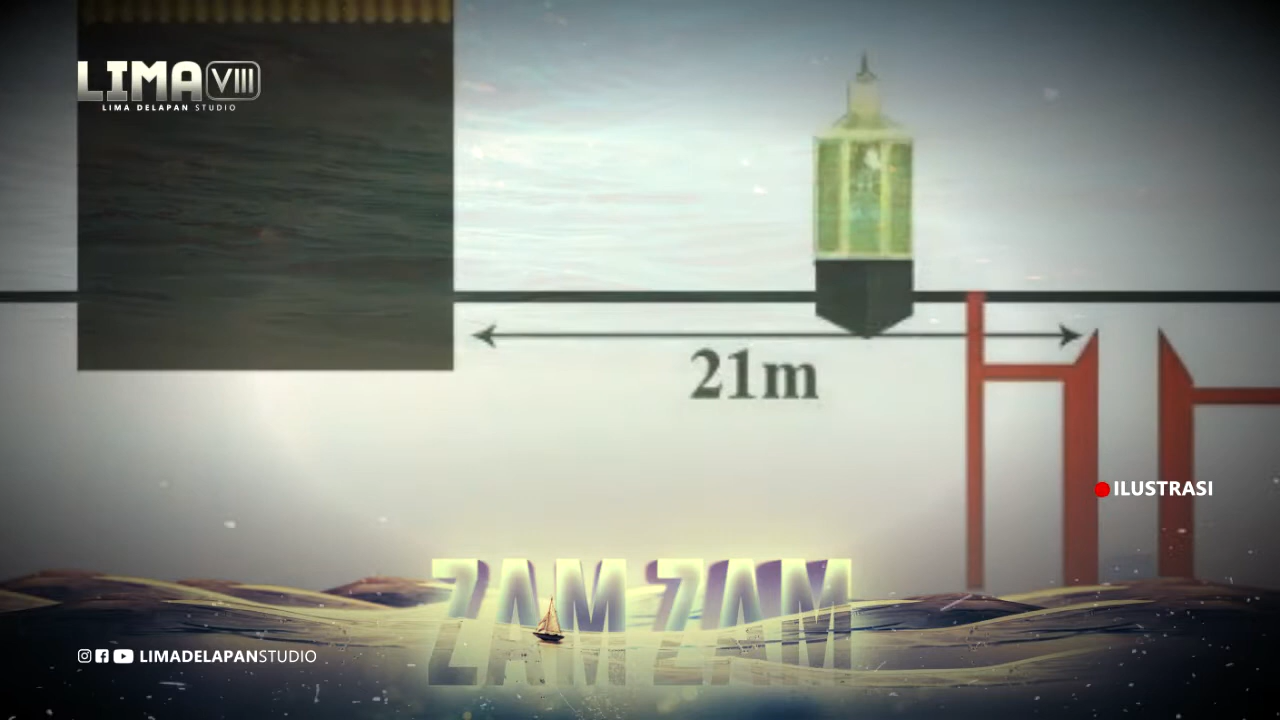 LIMA VIII
LIMA DELAPAN STUDIO
21m
ILUSTRASI
ZAM ZAM
LIMADELAPANSTUDIO